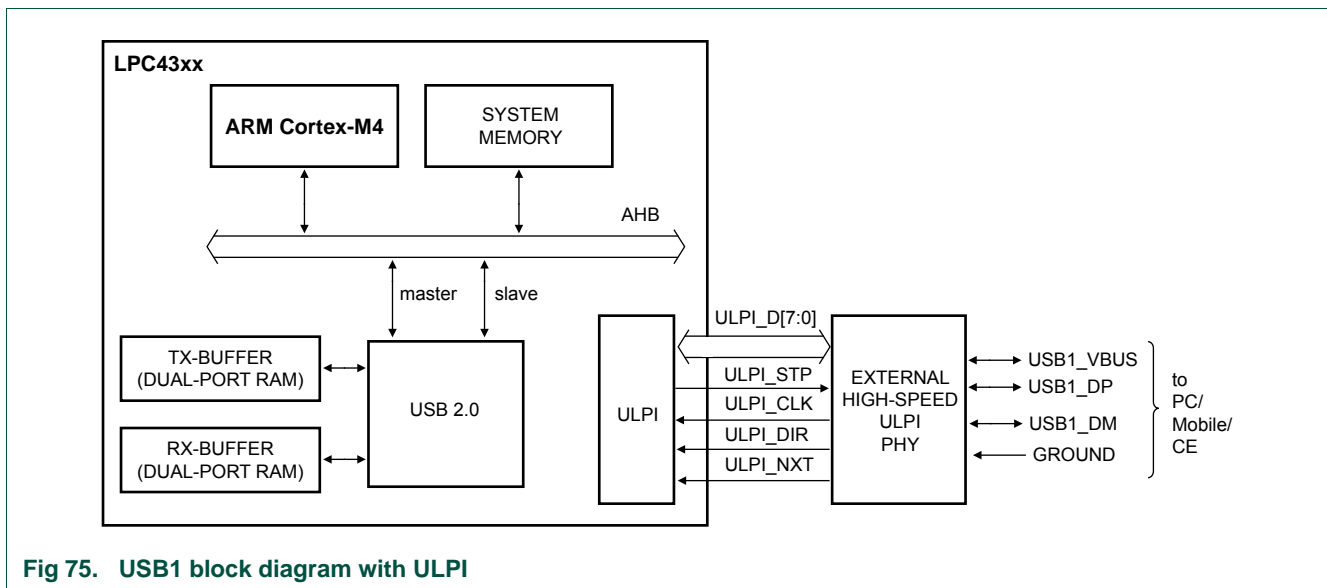 LPC43xx
ARM Cortex-M4
SYSTEM
MEMORY
AHB
master
slave
TX-BUFFER
(DUAL-PORT RAM)
RX-BUFFER
(DUAL-PORT RAM)
USB 2.0
ULPI
ULPI_D[7:0]
ULPI_STP
ULPI_CLK
ULPI_DIR
ULPI_NXT
EXTERNAL
HIGH-SPEED
ULPI
PHY
USB1_VBUS
USB1_DP
USB1_DM
GROUND
to
PC/
Mobile/
CE
Fig 75. USB1 block diagram with ULPI